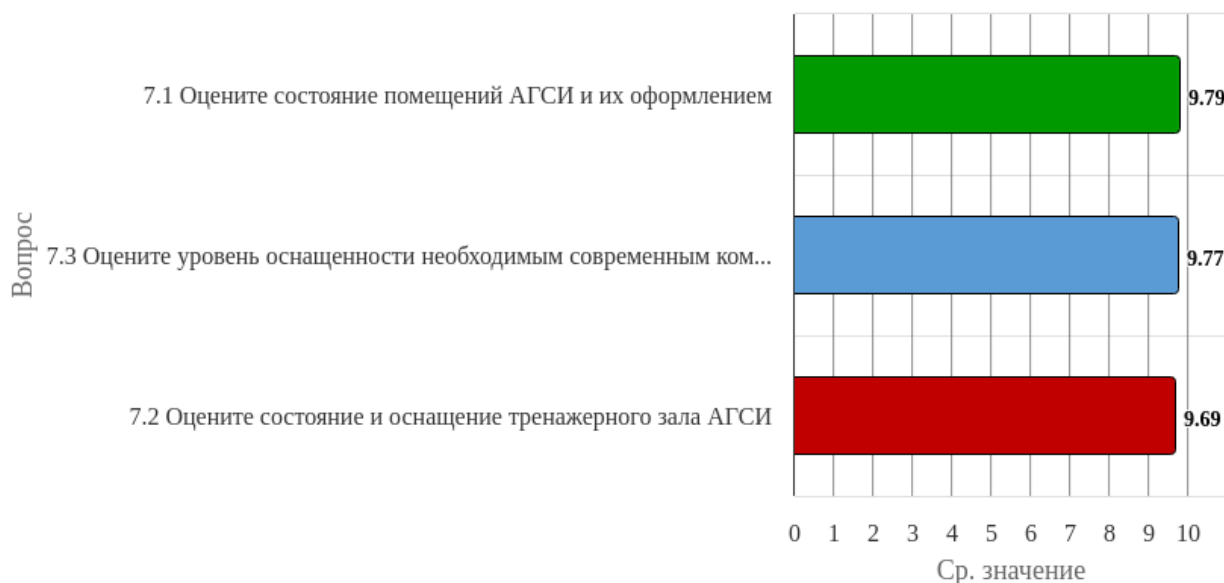 7.1 Оцените состояние помещений АГСИ и их оформлением
9.79
Вопрос
7.3 Оцените уровень оснащенности необходимым современным ком...
9.77
7.2 Оцените состояние и оснащение тренажерного зала АГСИ
9.69
0 1 2 3 4 5 6 7 8 9 10
Ср. значение